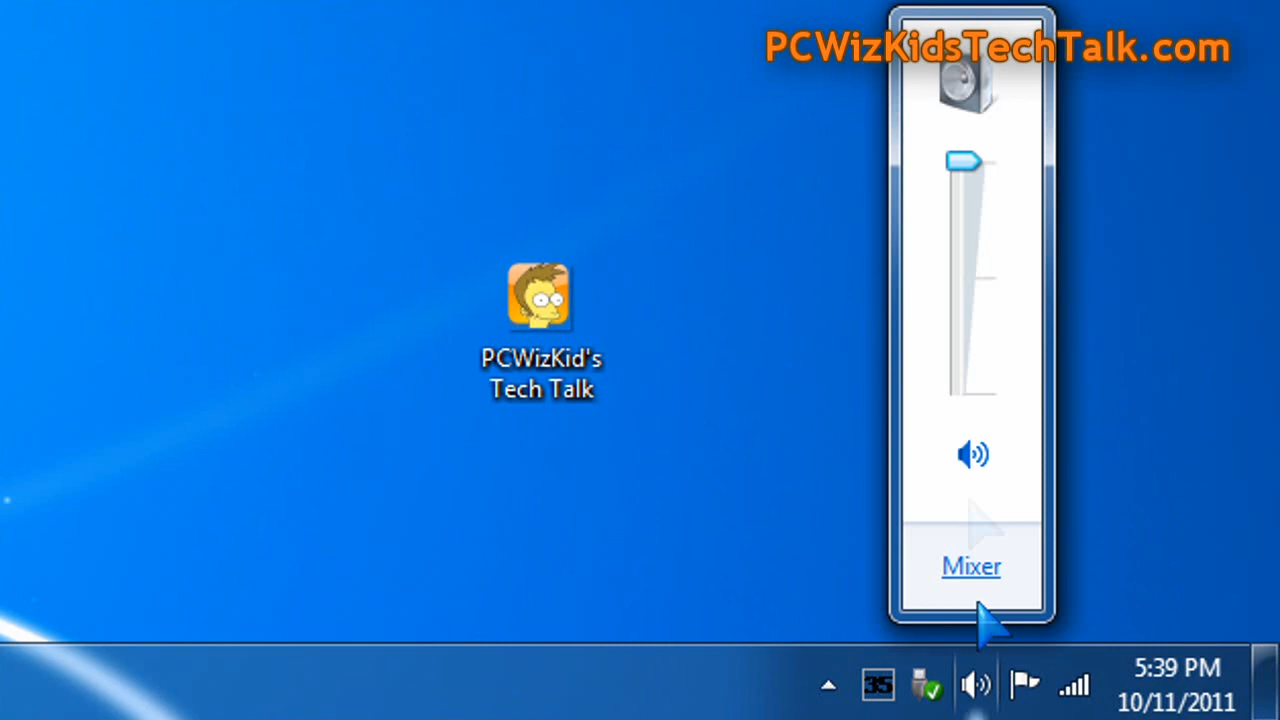 PCWizKidsTechTalk.com
PCWizKid's
Tech Talk
Mixer
35
5:39 PM
10/11/2011